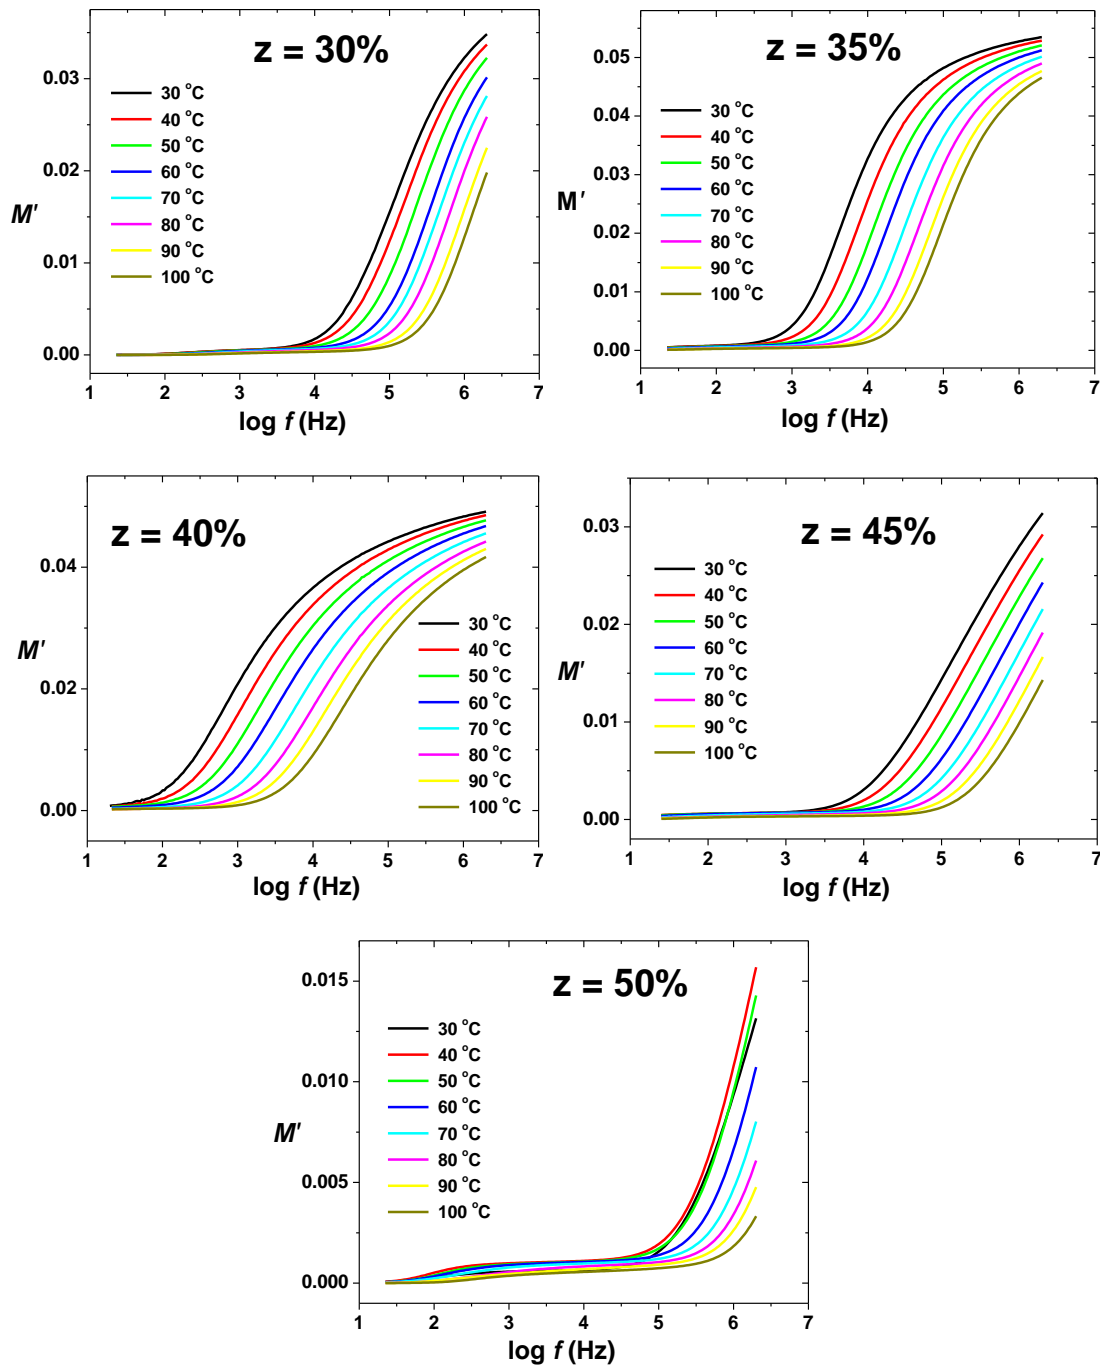 z = 30%
0.03
0.02
0.01
0.00
M'
30 °C
40 °C
50 °C
60 °C
70 °C
80 °C
90 °C
100 °C
1 2 3 4 5 6 7
log f (Hz)
z = 35%
0.05
0.04
0.03
0.02
0.01
0.00
M'
30 °C
40 °C
50 °C
60 °C
70 °C
80 °C
90 °C
100 °C
1 2 3 4 5 6 7
log f (Hz)
z = 40%
0.04
0.02
0.00
M'
30 °C
40 °C
50 °C
60 °C
70 °C
80 °C
90 °C
100 °C
1 2 3 4 5 6 7
log f (Hz)
z = 45%
0.03
0.02
0.01
0.00
M'
30 °C
40 °C
50 °C
60 °C
70 °C
80 °C
90 °C
100 °C
1 2 3 4 5 6 7
log f (Hz)
z = 50%
0.015
0.010
0.005
0.000
M'
30 °C
40 °C
50 °C
60 °C
70 °C
80 °C
90 °C
100 °C
1 2 3 4 5 6 7
log f (Hz)